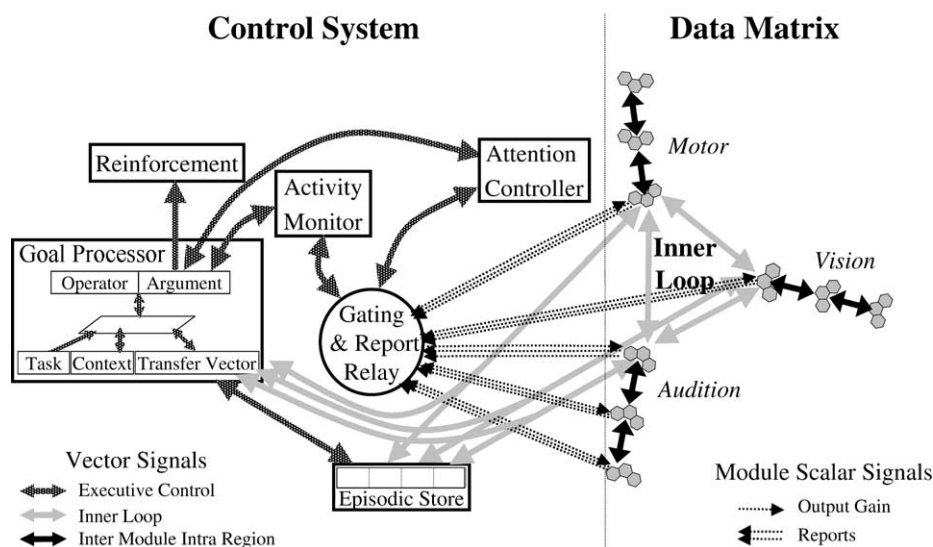 Control System
Data Matrix
Reinforcement
Activity
Monitor
Attention
Controller
Motor
Goal Processor
Operator
Argument
Inner
Loop
Vision
Gating
& Report
Relay
Task
Context
Transfer Vector
Audition
Episodic Store
Vector Signals
Executive Control
Inner Loop
Inter Module Intra Region
Module Scalar Signals
Output Gain
Reports